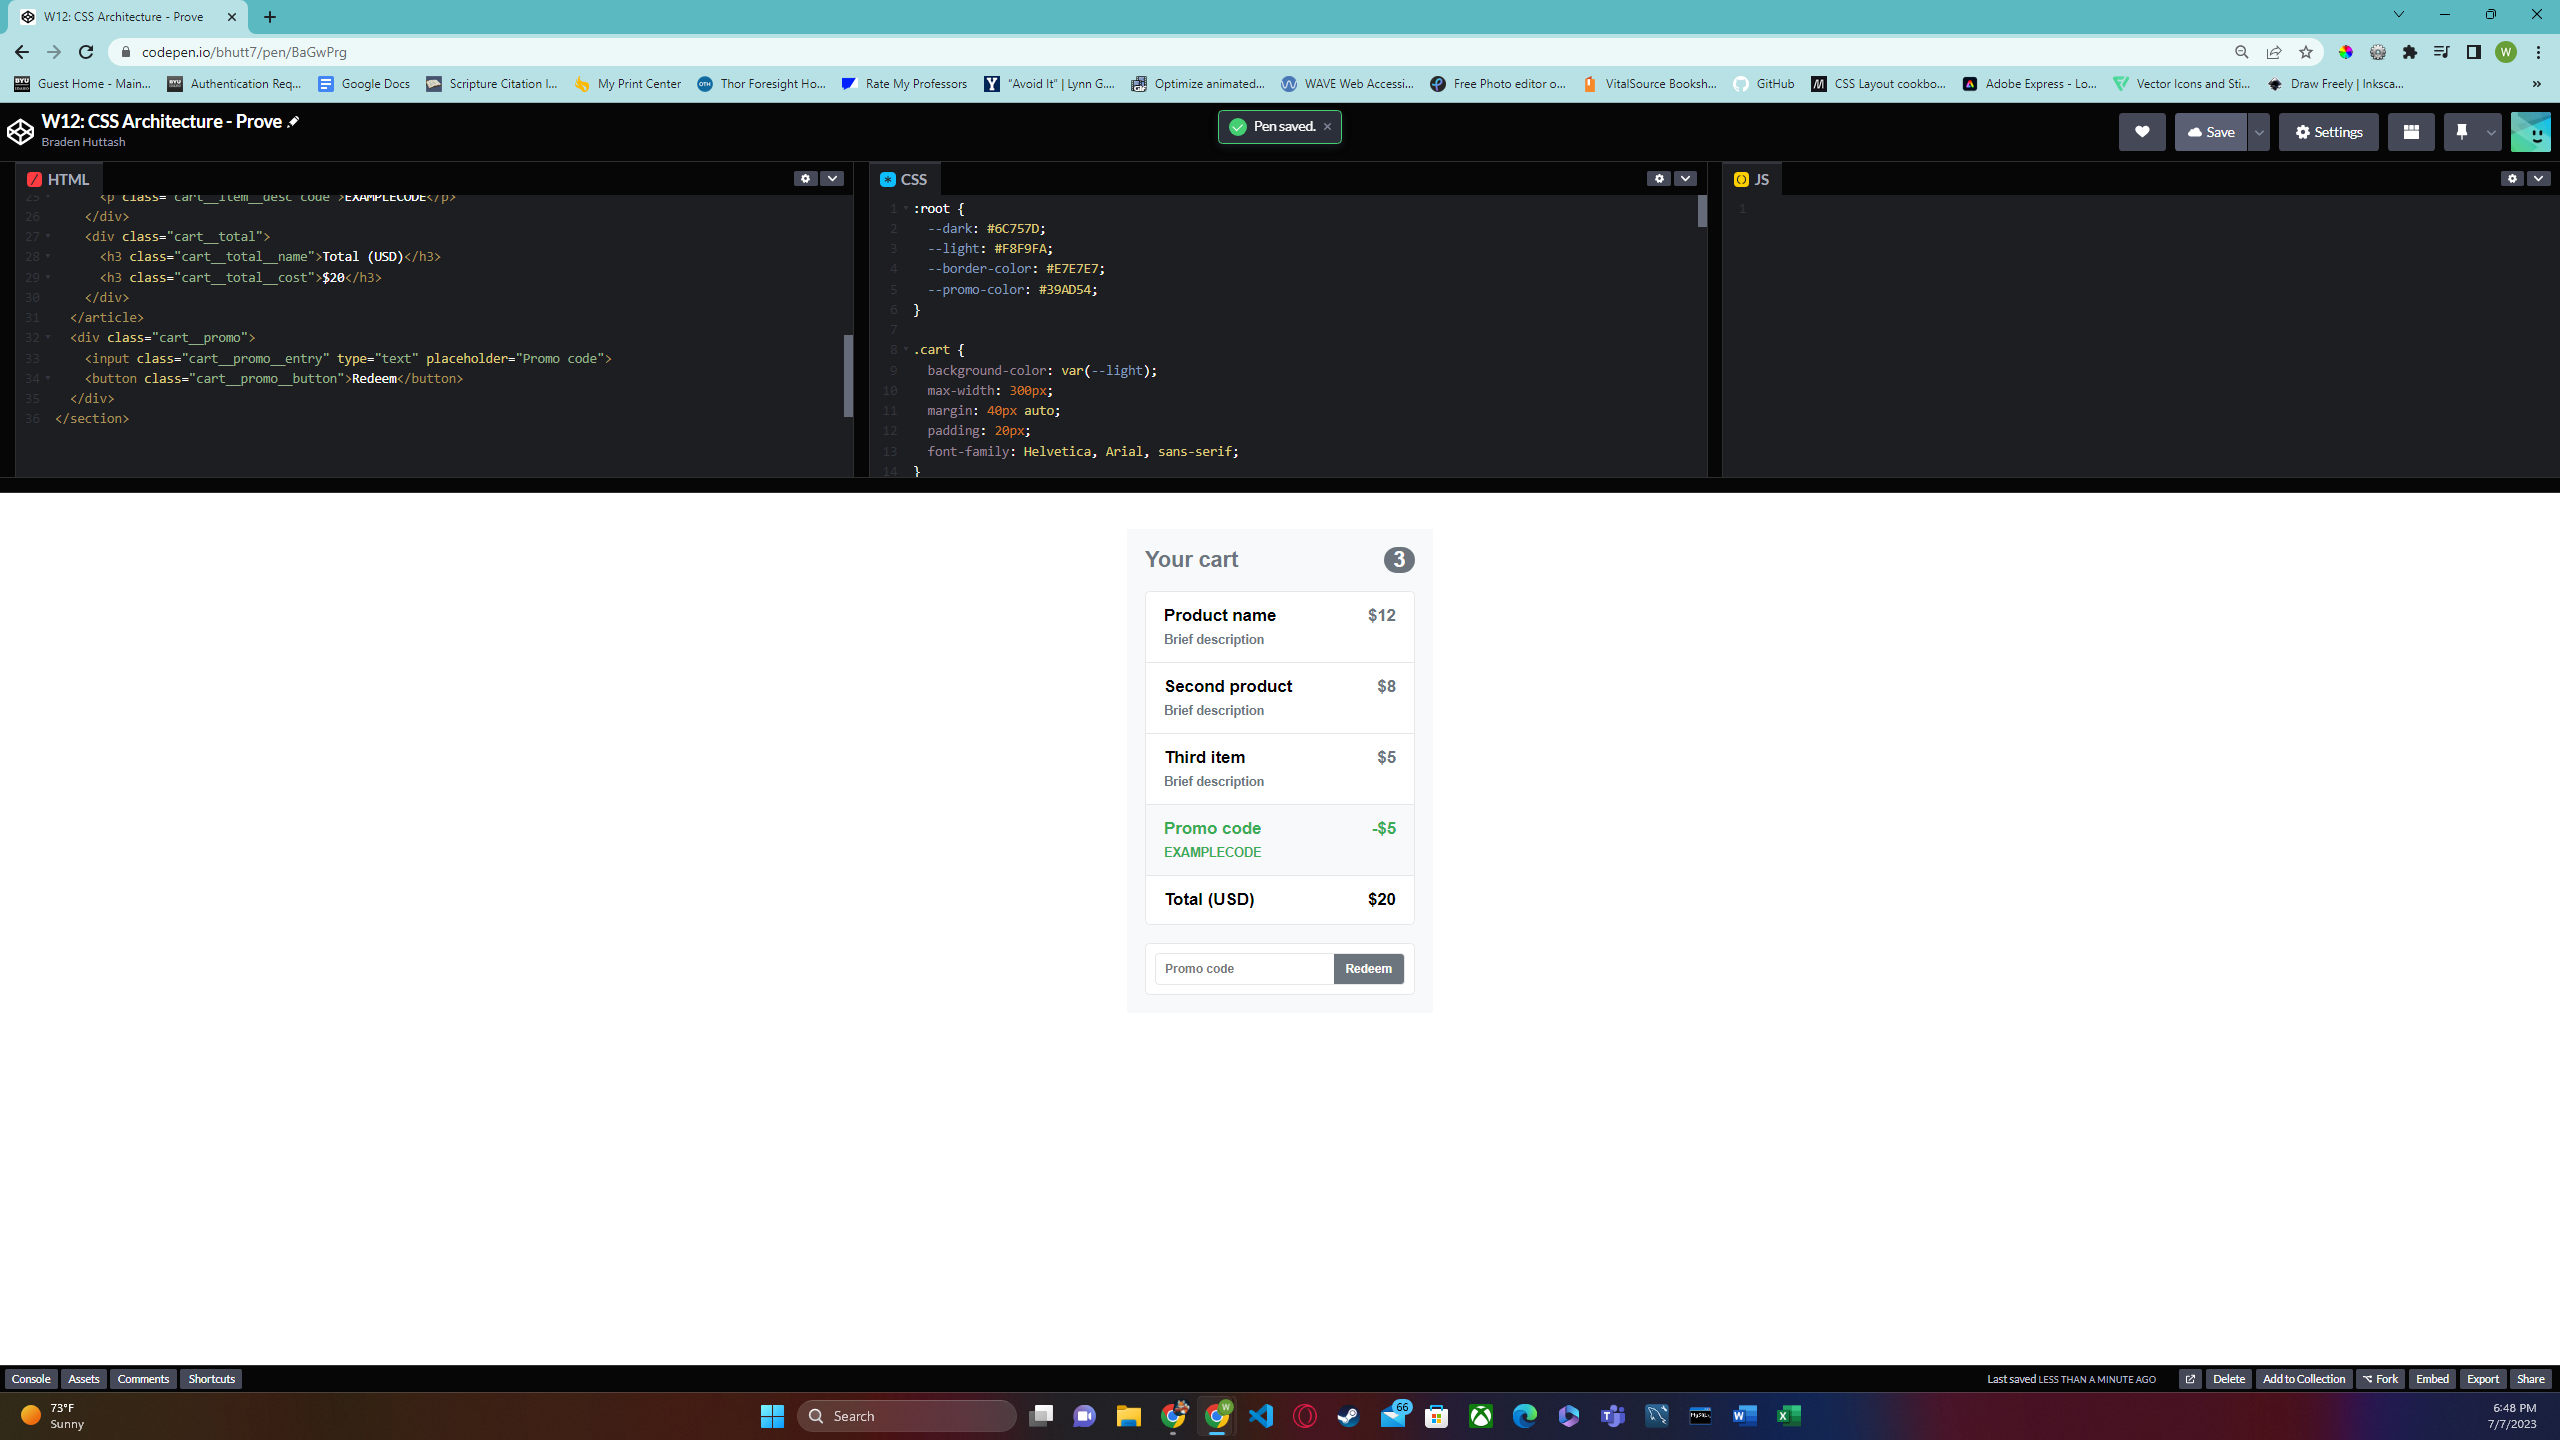 W12: CSS Architecture - Prove
codepen.io/bhutt7/pen/BaGwPrg
W
Guest Home - Main... Authentication Req... Google Docs Scripture Citation I... My Print Center Thor Foresight Ho... Rate My Professors "Avoid It" | Lynn G.... Optimize animated... WAVE Web Accessi... Free Photo editor o... VitalSource Booksh... GitHub CSS Layout cookbo... Adobe Express - Lo... Vector Icons and Sti... Draw Freely | Inksca... »
W12: CSS Architecture - Prove
Braden Huttash
Pen saved.
Save
Settings
HTML
25 <p class="cart__item__desc code">EXAMPLECODE</p>
26 </div>
27 <div class="cart__total">
28 <h3 class="cart__total__name">Total (USD)</h3>
29 <h3 class="cart__total__cost">$20</h3>
30 </div>
31 </article>
32 <div class="cart__promo">
33 <input class="cart__promo__entry" type="text" placeholder="Promo code">
34 <button class="cart__promo__button">Redeem</button>
35 </div>
36 </section>
CSS
1 :root {
2 --dark: #6C757D;
3 --light: #F8F9FA;
4 --border-color: #E7E7E7;
5 --promo-color: #39AD54;
6 }
7
8 .cart {
9 background-color: var(--light);
10 max-width: 300px;
11 margin: 40px auto;
12 padding: 20px;
13 font-family: Helvetica, Arial, sans-serif;
14 }
JS
1
Your cart 3
Product name $12
Brief description
Second product $8
Brief description
Third item $5
Brief description
Promo code -$5
EXAMPLECODE
Total (USD) $20
Promo code Redeem
Console Assets Comments Shortcuts
Last saved LESS THAN A MINUTE AGO Delete Add to Collection Fork Embed Export Share
73°F
Sunny
Search
66
6:48 PM
7/7/2023